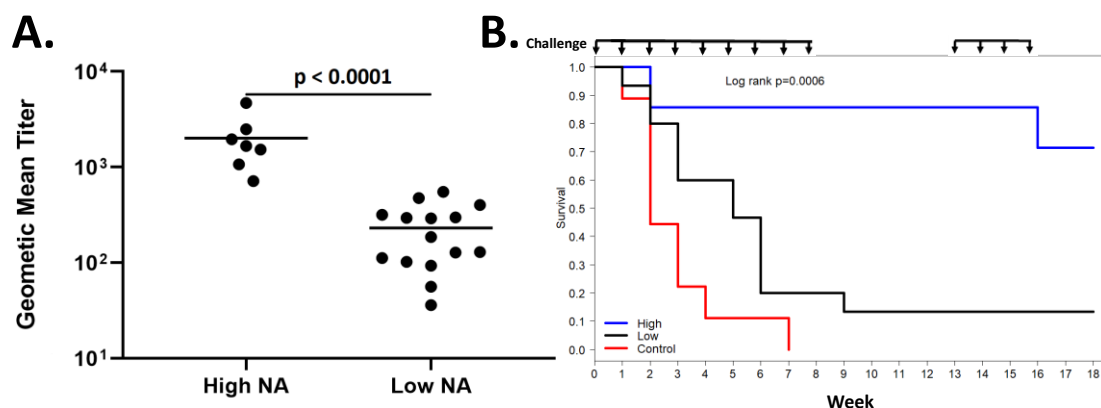 A.
Geometic Mean Titer
10⁴
10³
10²
10¹
p < 0.0001
High NA
Low NA
B.
Challenge
Survival
1.0
0.9
0.8
0.7
0.6
0.5
0.4
0.3
0.2
0.1
0.0
Log rank p=0.0006
High
Low
Control
0 1 2 3 4 5 6 7 8 9 10 11 12 13 14 15 16 17 18
Week